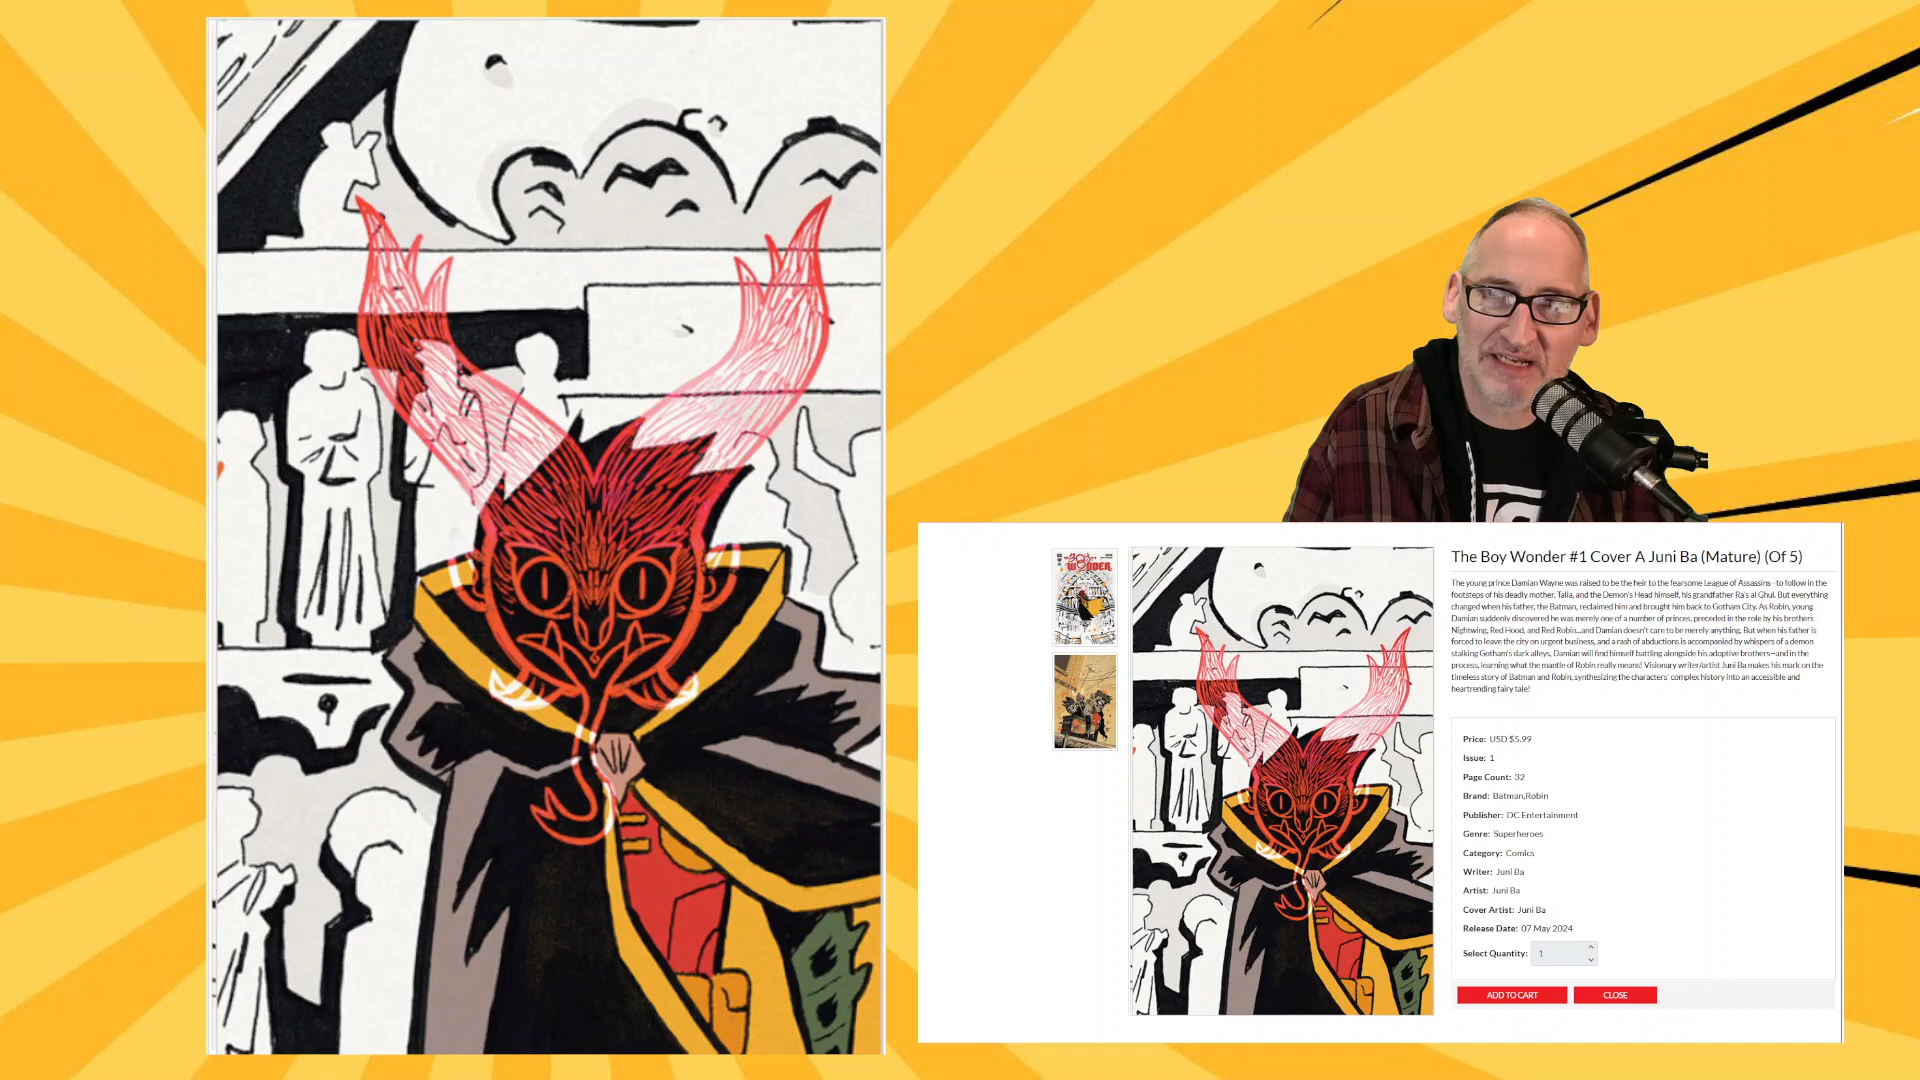 The Boy Wonder #1 Cover A Juni Ba (Mature) (Of 5)
The young prince Damian Wayne was raised to be the heir to the fearsome League of Assassins--to follow in the
footsteps of his deadly mother, Talia, and the Demon's Head himself, his grandfather Ra's al Ghul. But everything
changed when his father, the Batman, reclaimed him and brought him back to Gotham City. As Robin, young
Damian suddenly discovered he was merely one of a number of princes, preceded in the role by his brothers
Nightwing, Red Hood, and Red Robin...and Damian doesn't care to be merely anything. But when his father is
forced to leave the city on urgent business, and a rash of abductions is accompanied by whispers of a demon
stalking Gotham's dark alleys, Damian will find himself battling alongside his adoptive brothers--and in the
process, learning what the mantle of Robin really means! Visionary writer/artist Juni Ba makes his mark on the
timeless story of Batman and Robin, synthesizing the characters' complex history into an accessible and
heartrending fairy tale!
Price: USD $5.99
Issue: 1
Page Count: 32
Brand: Batman,Robin
Publisher: DC Entertainment
Genre: Superheroes
Category: Comics
Writer: Juni Ba
Artist: Juni Ba
Cover Artist: Juni Ba
Release Date: 07 May 2024
Select Quantity: 1
ADD TO CART CLOSE